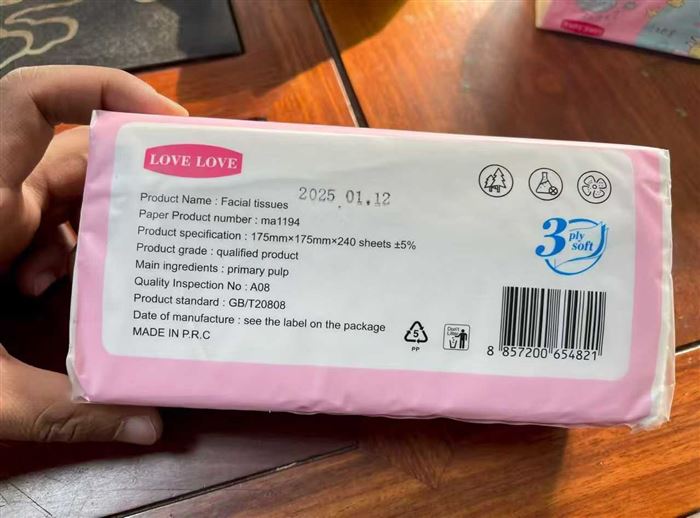 LOVE LOVE
2025.01.12
Product Name : Facial tissues
Paper Product number : ma1194
Product specification : 175mm×175mm×240 sheets ±5%
Product grade : qualified product
Main ingredients : primary pulp
Quality Inspection No : A08
Product standard : GB/T20808
Date of manufacture : see the label on the package
MADE IN P.R.C
3 ply
soft
5
PP
Don't
Litter
8 857200 654821